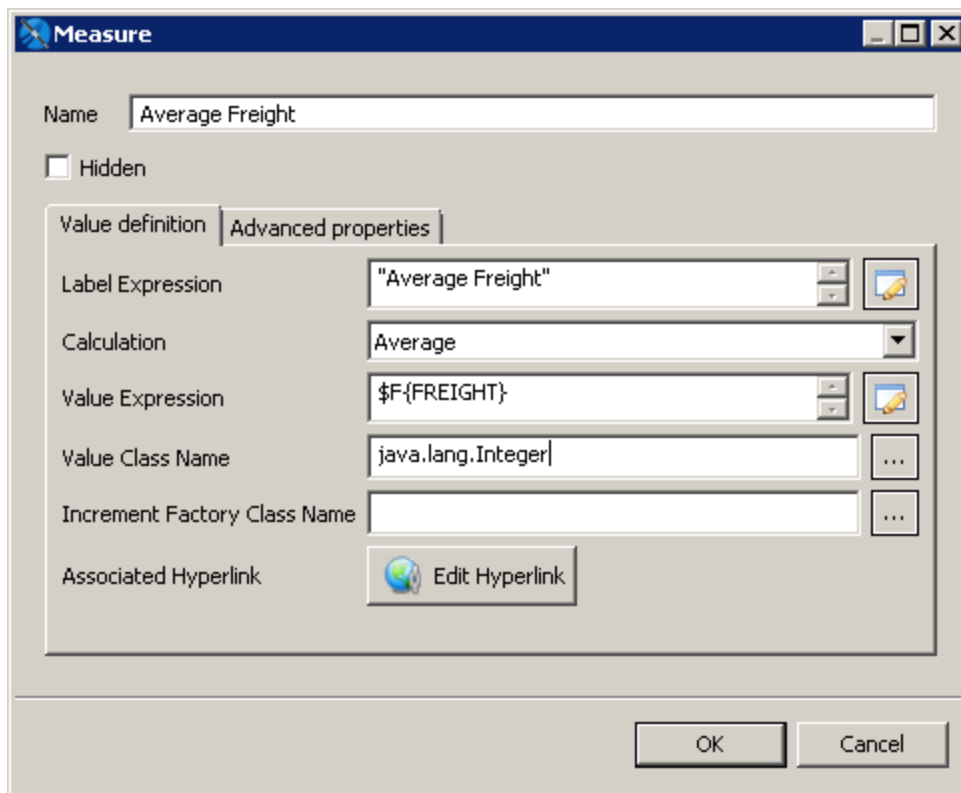 Measure
Name Average Freight
Hidden
Value definition Advanced properties
Label Expression "Average Freight"
Calculation Average
Value Expression $F{FREIGHT}
Value Class Name java.lang.Integer ...
Increment Factory Class Name ...
Associated Hyperlink Edit Hyperlink
OK Cancel